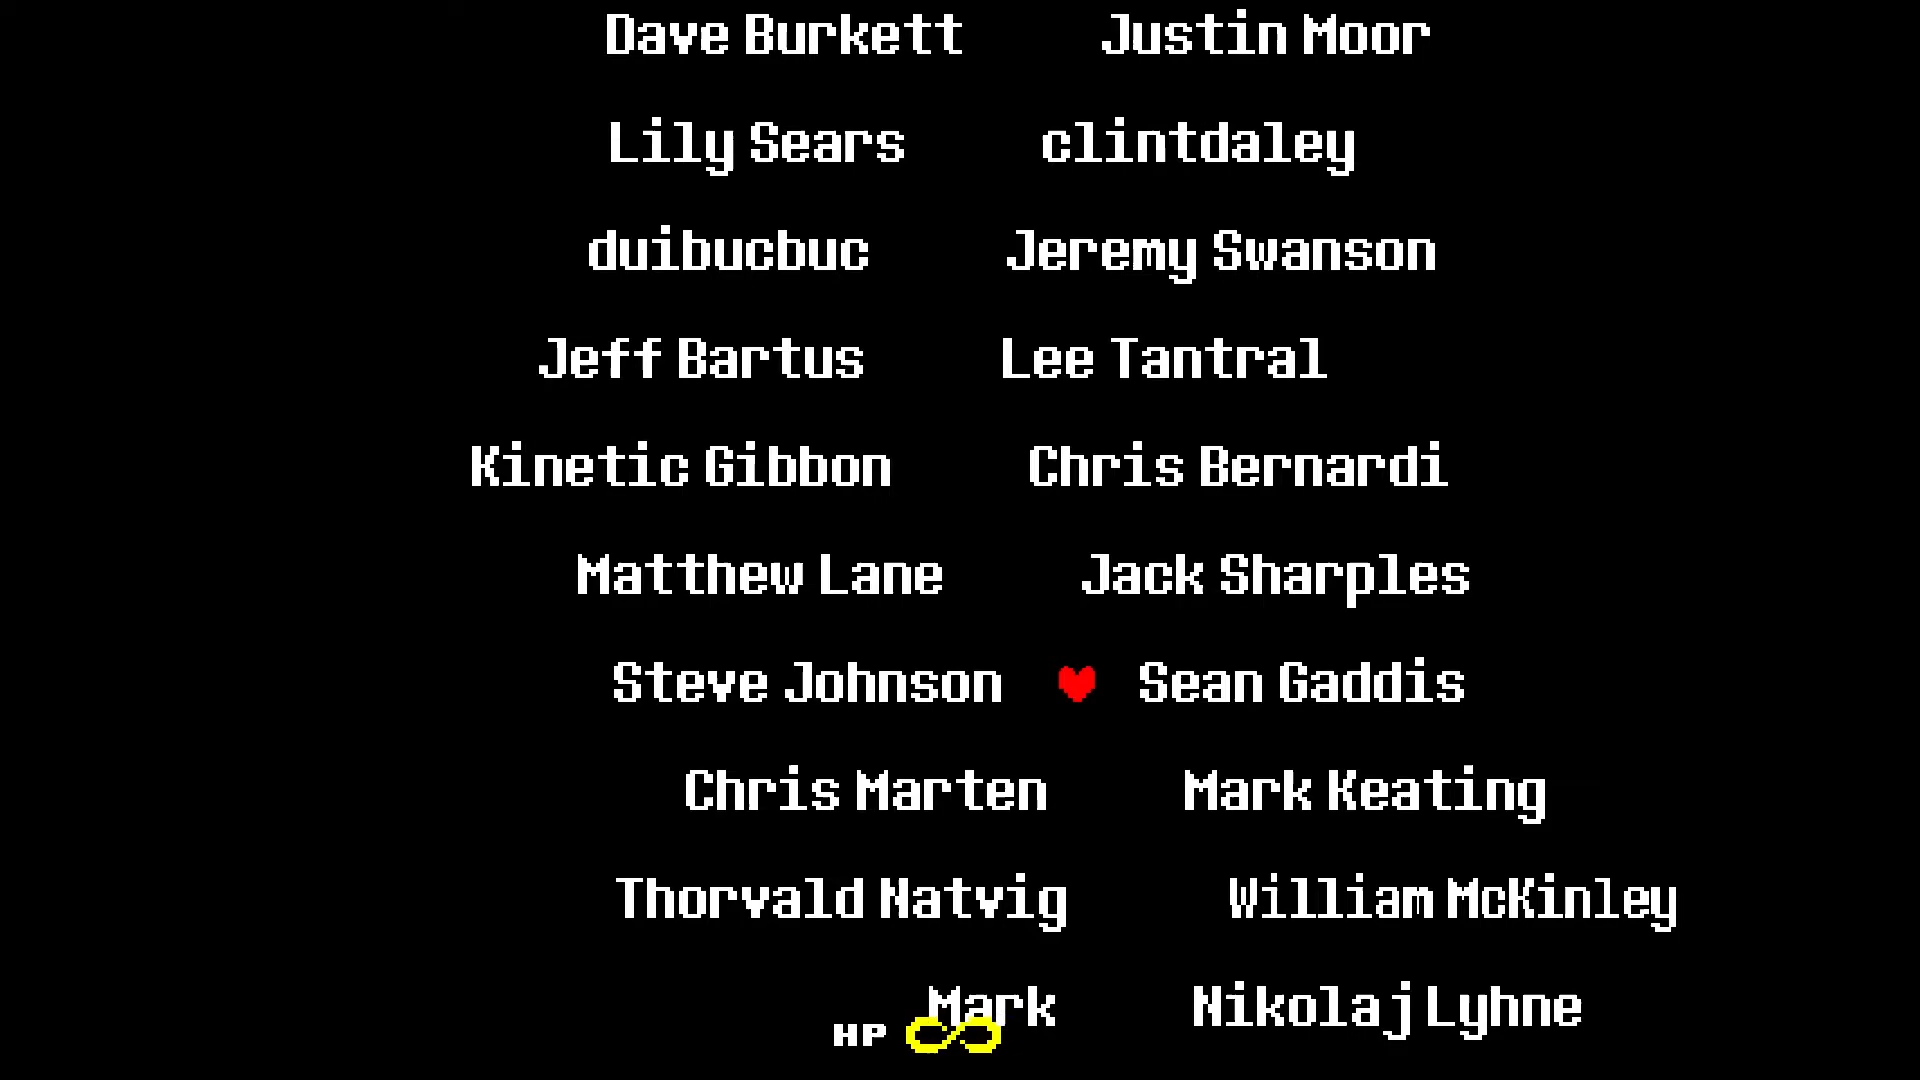 Dave Burkett Justin Moor
Lily Sears clintdaley
duibucbuc Jeremy Swanson
Jeff Bartus Lee Tantral
Kinetic Gibbon Chris Bernardi
Matthew Lane Jack Sharples
Steve Johnson Sean Gaddis
Chris Marten Mark Keating
Thorvald Natvig William McKinley
Mark Nikolaj Lyhne
HP ∞